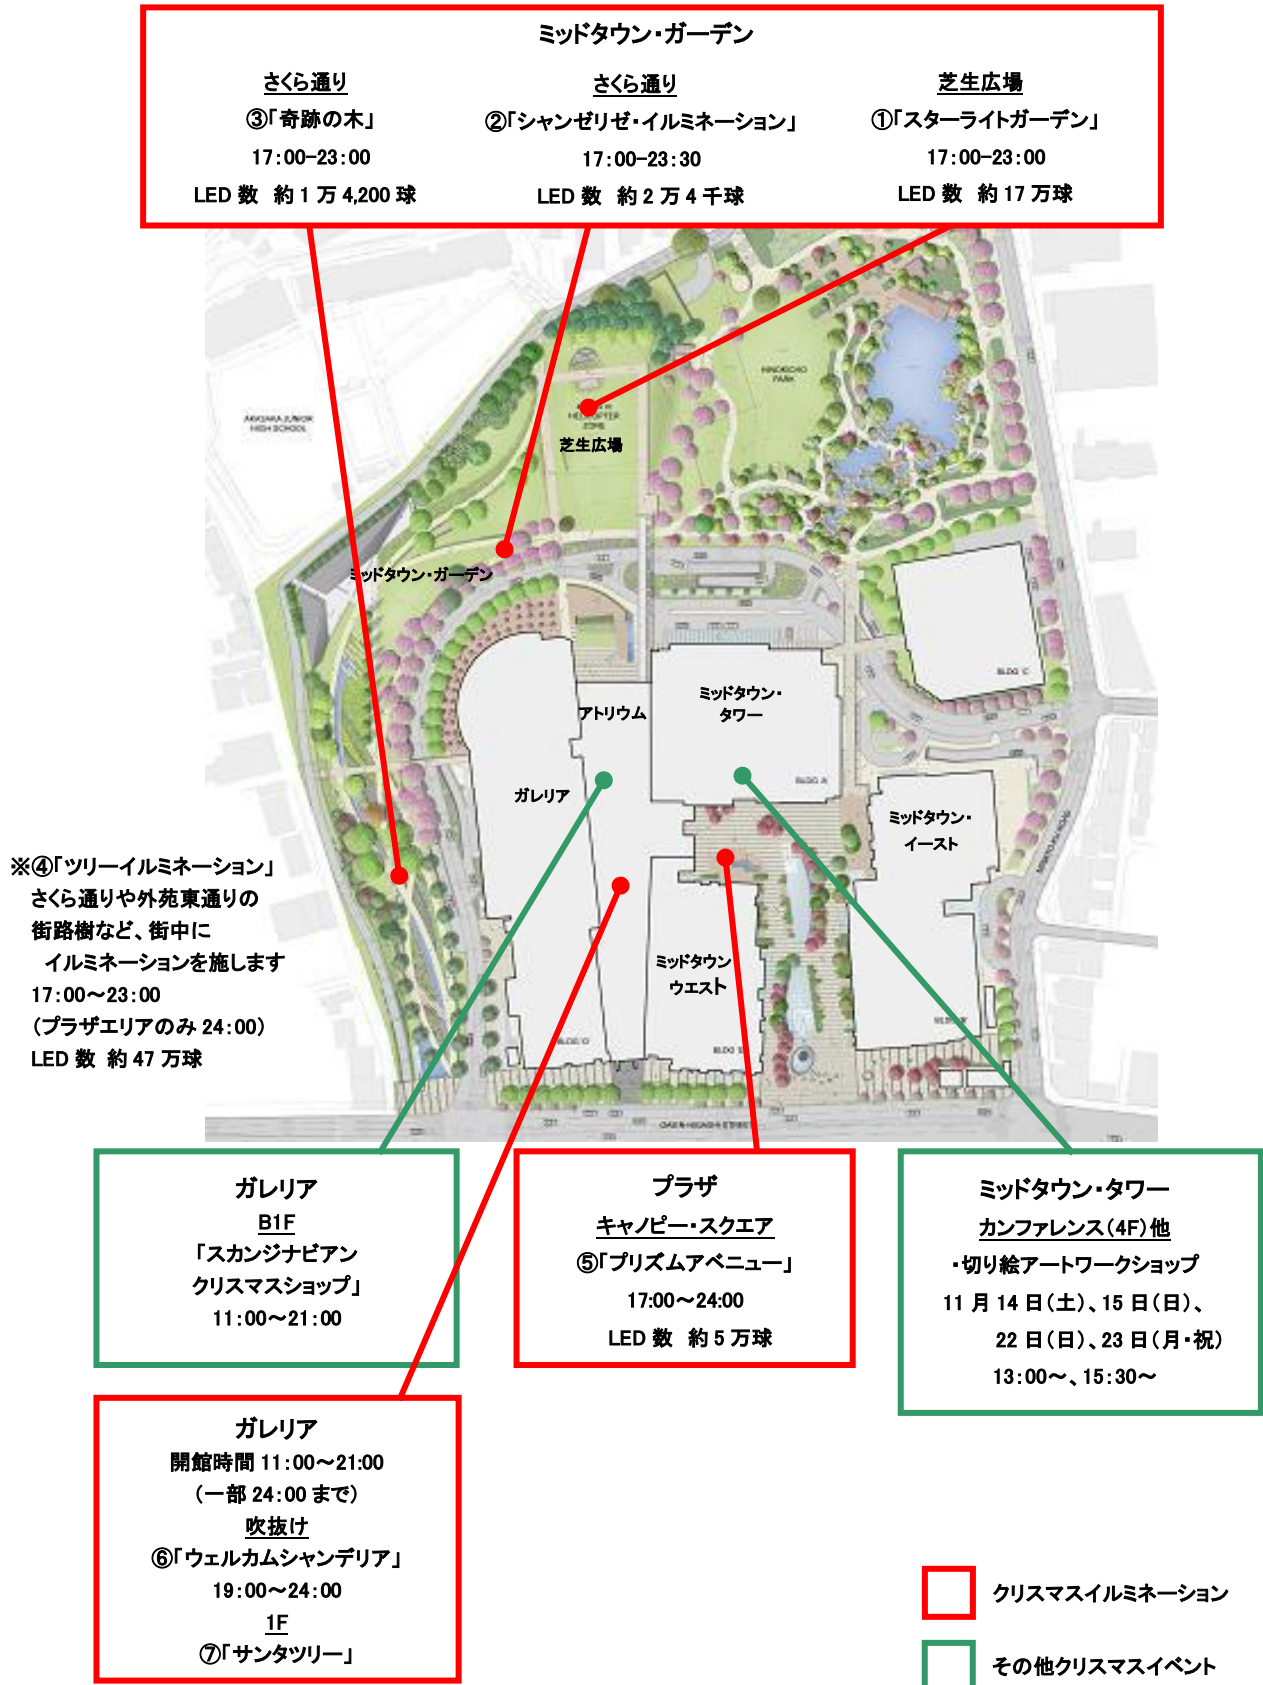 ミッドタウン・ガーデン
さくら通り
③「奇跡の木」
17:00-23:00
LED 数 約 1 万 4,200 球
さくら通り
②「シャンゼリゼ・イルミネーション」
17:00-23:30
LED 数 約 2 万 4 千球
芝生広場
①「スターライトガーデン」
17:00-23:00
LED 数 約 17 万球
HINOKICHO
PARK
AKASAKA JUNIOR
HIGH SCHOOL
芝生広場
ミッドタウン・ガーデン
BLDG C
アトリウム
ミッドタウン・
タワー
BLDG A
ガレリア
ミッドタウン・
イースト
ミッドタウン
ウエスト
※④「ツリーイルミネーション」
さくら通りや外苑東通りの
街路樹など、街中に
イルミネーションを施します
17:00～23:00
（プラザエリアのみ 24:00）
LED 数 約 47 万球
ガレリア
B1F
「スカンジナビアン
クリスマスショップ」
11:00～21:00
プラザ
キャノピー・スクエア
⑤「プリズムアベニュー」
17:00～24:00
LED 数 約 5 万球
ミッドタウン・タワー
カンファレンス（4F）他
・切り絵アートワークショップ
11 月 14 日（土）、15 日（日）、
22 日（日）、23 日（月・祝）
13:00～、15:30～
ガレリア
開館時間 11:00～21:00
（一部 24:00 まで）
吹抜け
⑥「ウェルカムシャンデリア」
19:00～24:00
1F
⑦「サンタツリー」
クリスマスイルミネーション
その他クリスマスイベント